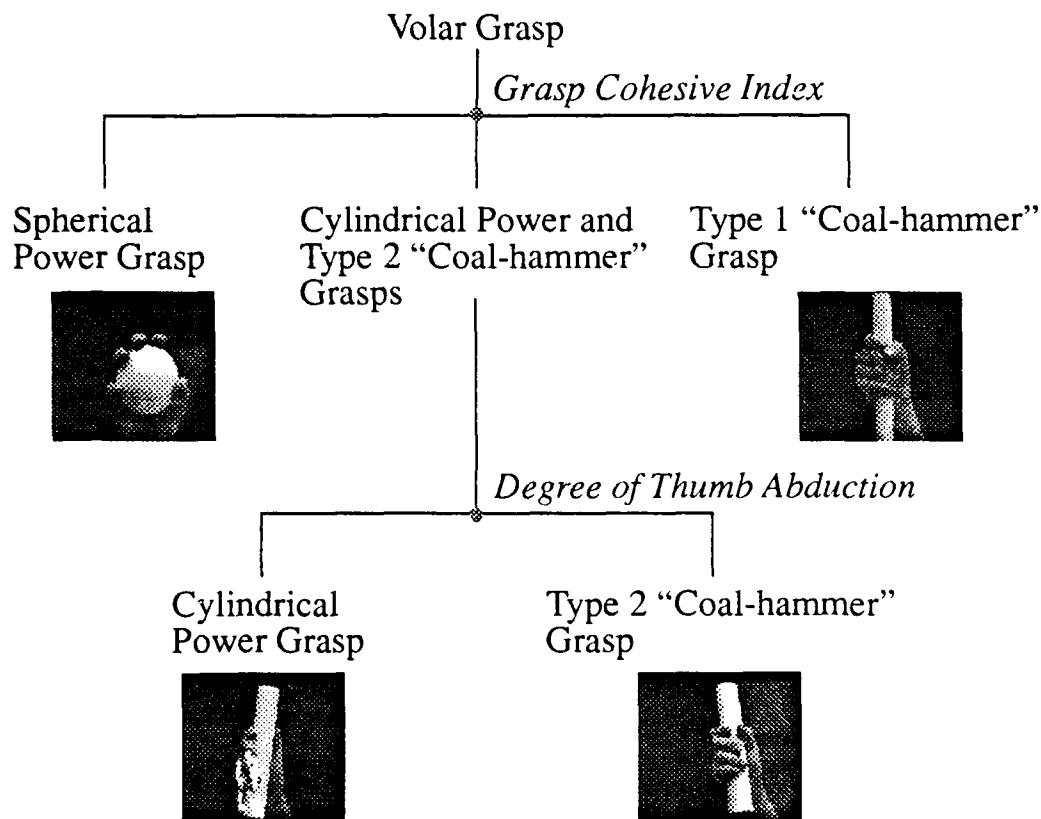 Volar Grasp
Grasp Cohesive Index
Spherical
Power Grasp
Cylindrical Power and
Type 2 “Coal-hammer”
Grasps
Type 1 “Coal-hammer”
Grasp
Degree of Thumb Abduction
Cylindrical
Power Grasp
Type 2 “Coal-hammer”
Grasp